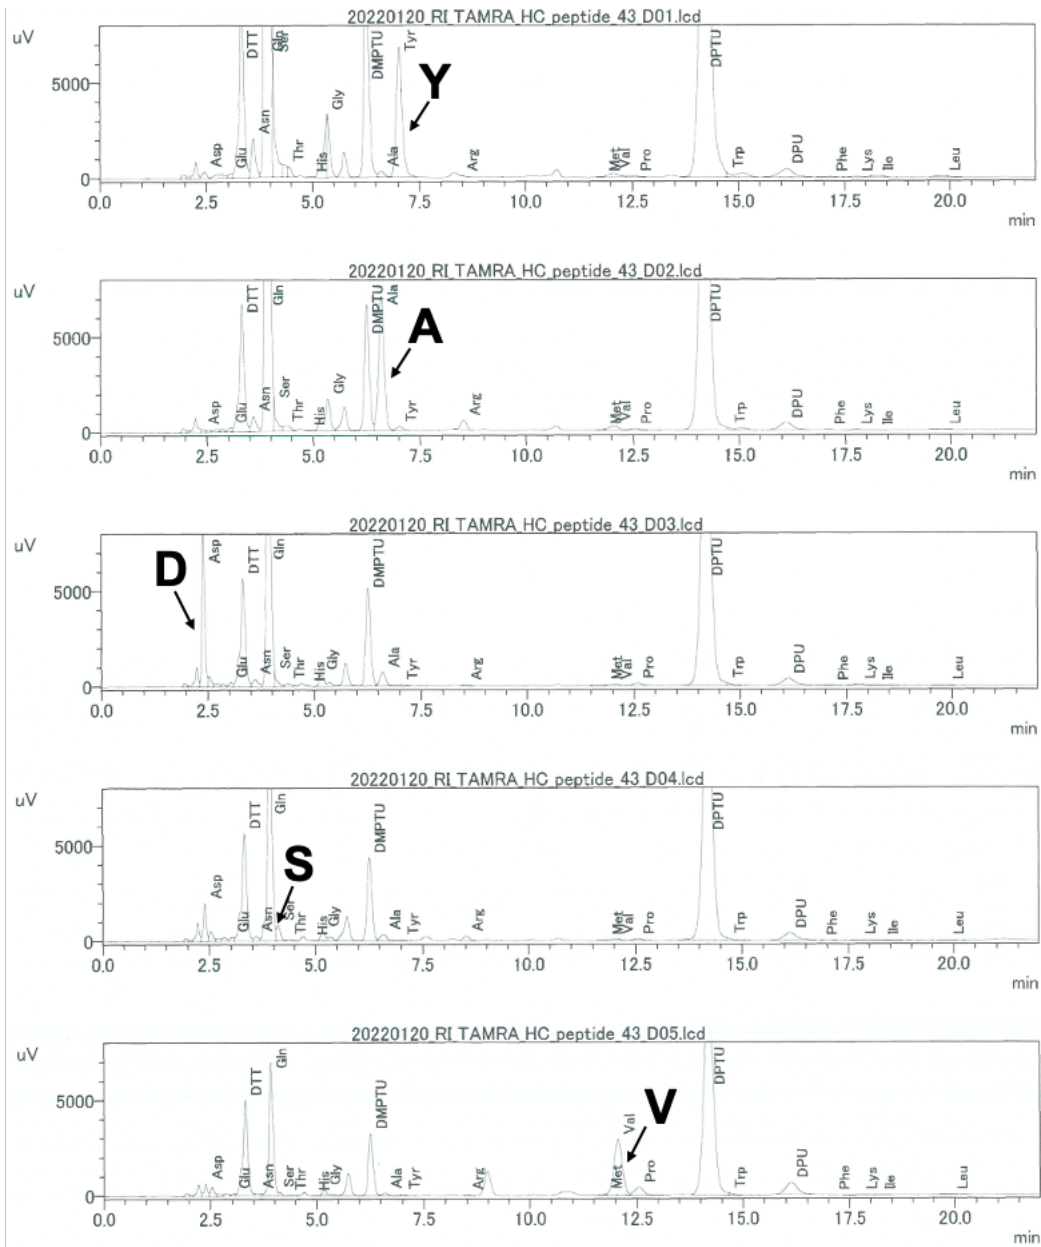 20220120_RI_TAMRA_HC_peptide_43_D01.lcd
uV
DTT Gln Ser DMPTU Tyr DPTU
Y
5000
Asn Gly
Asp Glu Thr His Ala Arg Met Val Pro Trp DPU Phe Lys Ile Leu
0
0.0 2.5 5.0 7.5 10.0 12.5 15.0 17.5 20.0
min
20220120_RI_TAMRA_HC_peptide_43_D02.lcd
uV
DTT Gln DMPTU Ala DPTU
A
5000
Asp Glu Asn Ser Thr His Gly Tyr Arg Met Val Pro Trp DPU Phe Lys Ile Leu
0
0.0 2.5 5.0 7.5 10.0 12.5 15.0 17.5 20.0
min
20220120_RI_TAMRA_HC_peptide_43_D03.lcd
uV
Asp DTT Gln DMPTU DPTU
D
5000
Glu Asn Ser Thr His Gly Ala Tyr Arg Met Val Pro Trp DPU Phe Lys Ile Leu
0
0.0 2.5 5.0 7.5 10.0 12.5 15.0 17.5 20.0
min
20220120_RI_TAMRA_HC_peptide_43_D04.lcd
uV
DTT Gln DMPTU DPTU
5000
S
Asp Glu Asn Ser Thr His Gly Ala Tyr Arg Met Val Pro Trp DPU Phe Lys Ile Leu
0
0.0 2.5 5.0 7.5 10.0 12.5 15.0 17.5 20.0
min
20220120_RI_TAMRA_HC_peptide_43_D05.lcd
uV
DTT Gln DMPTU DPTU
5000
V
Asp Glu Asn Ser Thr His Gly Ala Tyr Arg Met Val Pro Trp DPU Phe Lys Ile Leu
0
0.0 2.5 5.0 7.5 10.0 12.5 15.0 17.5 20.0
min